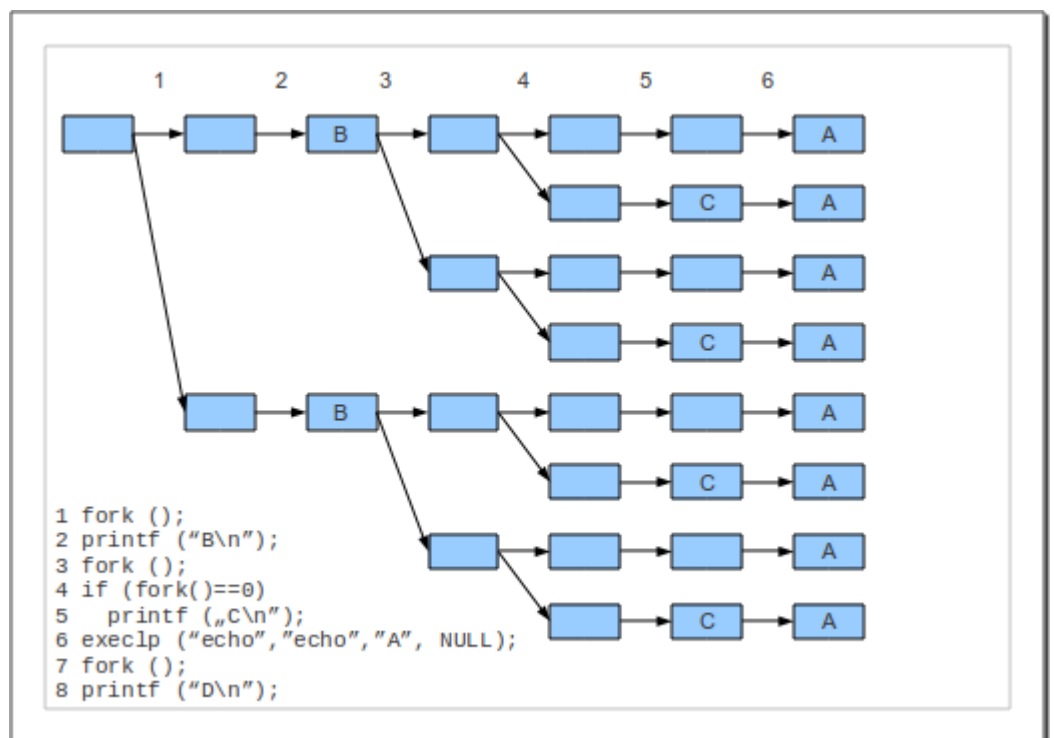 1 2 3 4 5 6
B A
C A
A
C A
B A
C A
A
C A
1 fork ();
2 printf (“B\n”);
3 fork ();
4 if (fork()==0)
5 printf („C\n”);
6 execlp (“echo”,”echo”,”A”, NULL);
7 fork ();
8 printf (“D\n”);